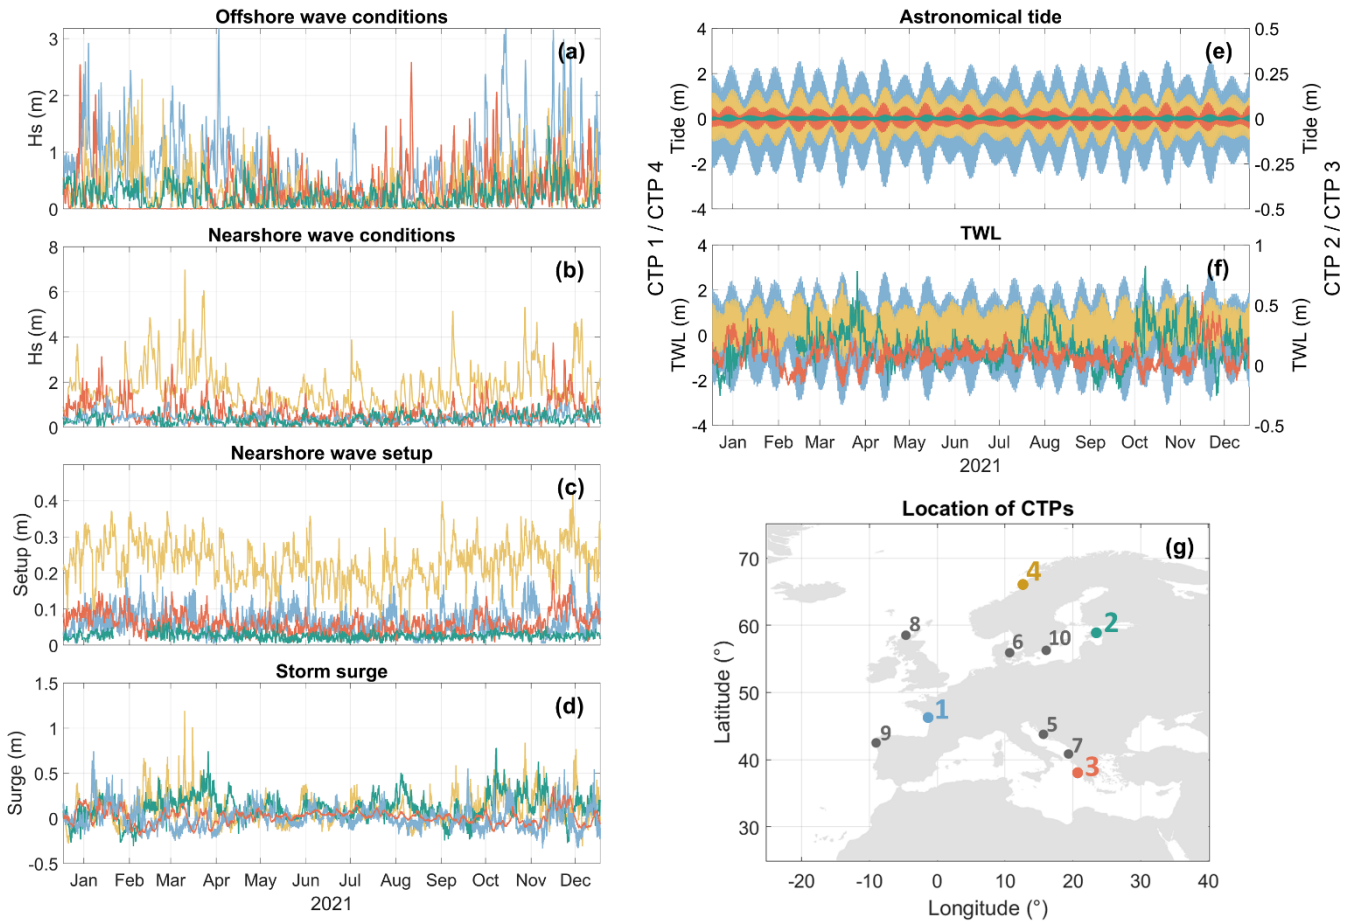 Offshore wave conditions
(a)
Hs (m)
3
2
1
0
Nearshore wave conditions
(b)
Hs (m)
8
6
4
2
0
Nearshore wave setup
(c)
Setup (m)
0.4
0.3
0.2
0.1
0
Storm surge
(d)
Surge (m)
1.5
1
0.5
0
-0.5
Jan Feb Mar Apr May Jun Jul Aug Sep Oct Nov Dec
2021
Astronomical tide
(e)
Tide (m)
4
2
0
-2
-4
0.5
0.25
0
-0.25
-0.5
Tide (m)
CTP 1 / CTP 4
CTP 2 / CTP 3
TWL
(f)
TWL (m)
4
2
0
-2
-4
1
0.5
0
-0.5
TWL (m)
Jan Feb Mar Apr May Jun Jul Aug Sep Oct Nov Dec
2021
Location of CTPs
(g)
Latitude (°)
70
60
50
40
30
4
8
6
10
2
1
9
5
7
3
-20 -10 0 10 20 30 40
Longitude (°)